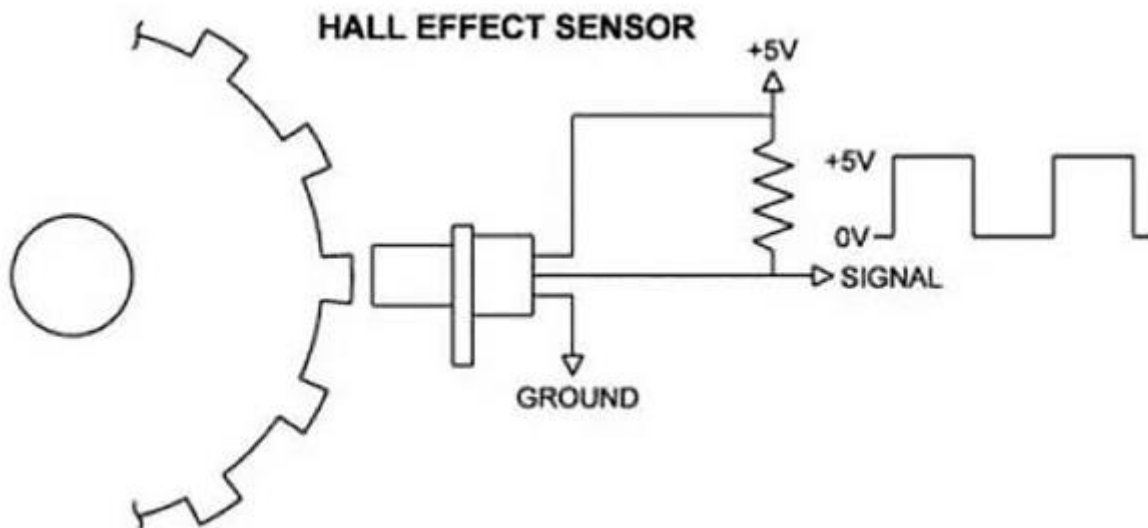 HALL EFFECT SENSOR
+5V
+5V
0V
SIGNAL
GROUND